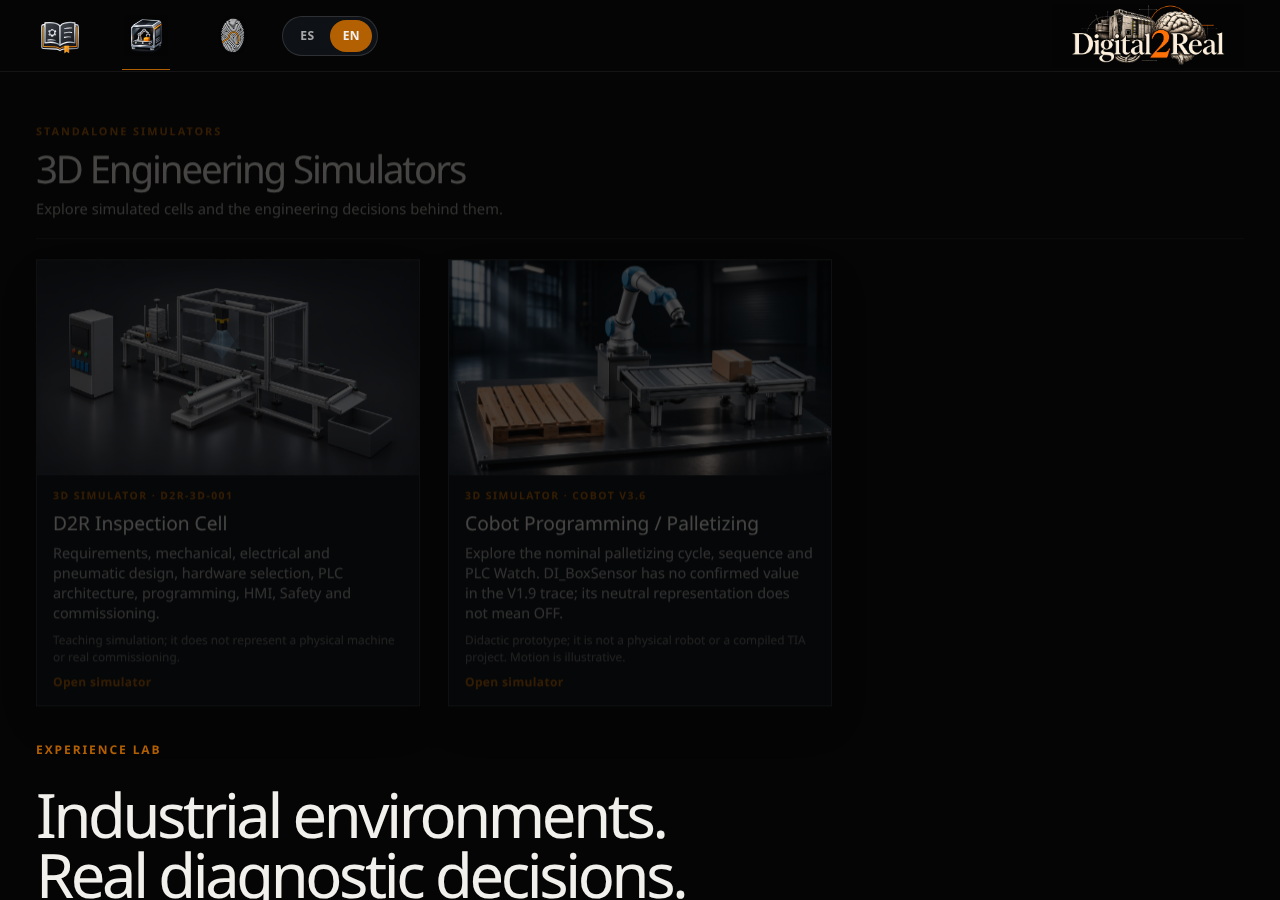 ES EN
Digital2Real
STANDALONE SIMULATORS
3D Engineering Simulators
Explore simulated cells and the engineering decisions behind them.
3D SIMULATOR · D2R-3D-001
D2R Inspection Cell
Requirements, mechanical, electrical and
pneumatic design, hardware selection, PLC
architecture, programming, HMI, Safety and
commissioning.
Teaching simulation; it does not represent a physical machine
or real commissioning.
Open simulator
3D SIMULATOR · COBOT V3.6
Cobot Programming / Palletizing
Explore the nominal palletizing cycle, sequence and
PLC Watch. DI_BoxSensor has no confirmed value
in the V1.9 trace; its neutral representation does
not mean OFF.
Didactic prototype; it is not a physical robot or a compiled TIA
project. Motion is illustrative.
Open simulator
EXPERIENCE LAB
Industrial environments.
Real diagnostic decisions.